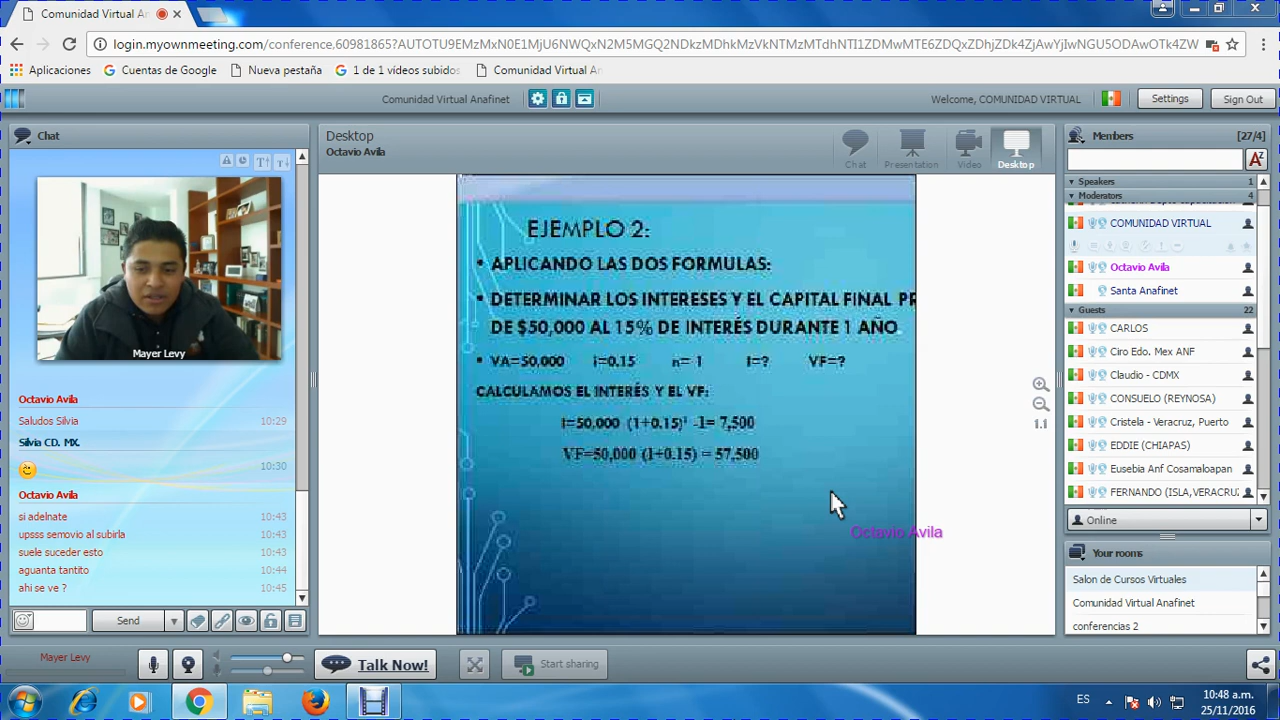 Comunidad Virtual An
login.myownmeeting.com/conference,60981865?AUTOTU9EMzMxN0E1MjU6NWQxN2M5MGQ2NDkzMDhkMzVkNTMzMTdhNTI1ZDMwMTE6ZDQxZDhjZDk4ZjAwYjIwNGU5ODAwOTk4ZW
Aplicaciones Cuentas de Google Nueva pestaña 1 de 1 vídeos subidos Comunidad Virtual An
Comunidad Virtual Anafinet Welcome, COMUNIDAD VIRTUAL Settings Sign Out
Chat
Mayer Levy
Octavio Avila
Saludos Silvia 10:29
Silvia CD. MX.
10:30
Octavio Avila
si adelnate 10:43
upsss semovio al subirla 10:43
suele suceder esto 10:43
aguanta tantito 10:44
ahi se ve ? 10:45
Send
Desktop
Octavio Avila
Chat Presentation Video Desktop
EJEMPLO 2:
• APLICANDO LAS DOS FORMULAS:
• DETERMINAR LOS INTERESES Y EL CAPITAL FINAL PR
DE $50,000 AL 15% DE INTERÉS DURANTE 1 AÑO
• VA=50,000 i=0.15 n= 1 I=? VF=?
CALCULAMOS EL INTERÉS Y EL VF:
I=50,000 (1+0.15)¹ -1= 7,500
VF=50,000 (1+0.15) = 57,500
Octavio Avila
1.1
Members [27/4]
Speakers 1
Moderators 4
COMUNIDAD VIRTUAL
Octavio Avila
Santa Anafinet
Guests 22
CARLOS
Ciro Edo. Mex ANF
Claudio - CDMX
CONSUELO (REYNOSA)
Cristela - Veracruz, Puerto
EDDIE (CHIAPAS)
Eusebia Anf Cosamaloapan
FERNANDO (ISLA,VERACRUZ
Online
Your rooms
Salon de Cursos Virtuales
Comunidad Virtual Anafinet
conferencias 2
Mayer Levy
Talk Now!
Start sharing
ES 10:48 a.m.
25/11/2016